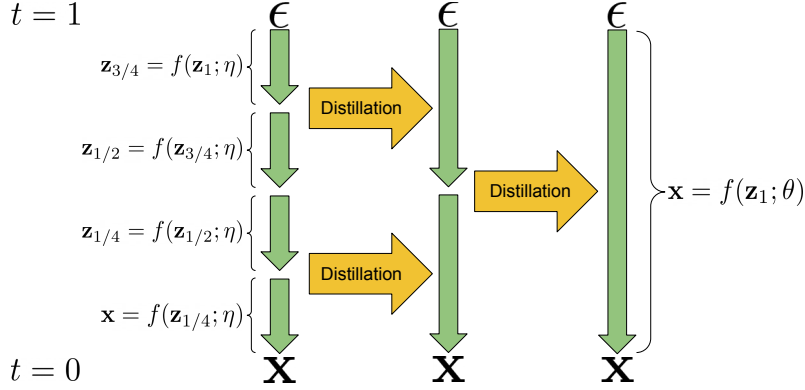 t = 1
ϵ ϵ ϵ
z_{3/4} = f(z_1; η)
Distillation
z_{1/2} = f(z_{3/4}; η)
Distillation
x = f(z_1; θ)
z_{1/4} = f(z_{1/2}; η)
Distillation
x = f(z_{1/4}; η)
t = 0
x x x